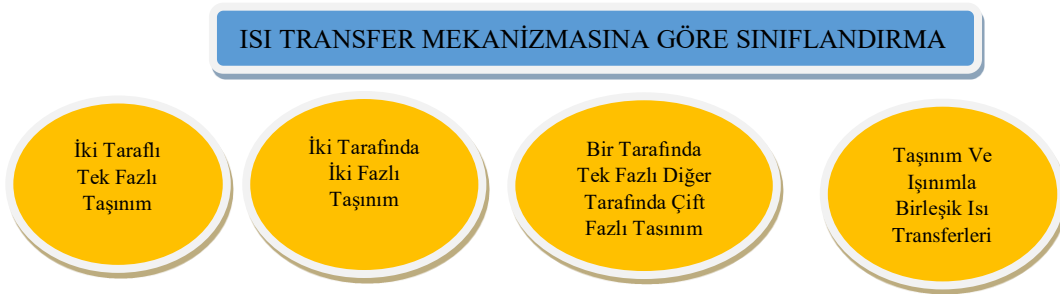 ISI TRANSFER MEKANİZMASINA GÖRE SINIFLANDIRMA
İki Taraflı
Tek Fazlı
Taşınım
İki Tarafında
İki Fazlı
Taşınım
Bir Tarafında
Tek Fazlı Diğer
Tarafında Çift
Fazlı Tasınım
Taşınım Ve
Işınımla
Birleşik Isı
Transferleri